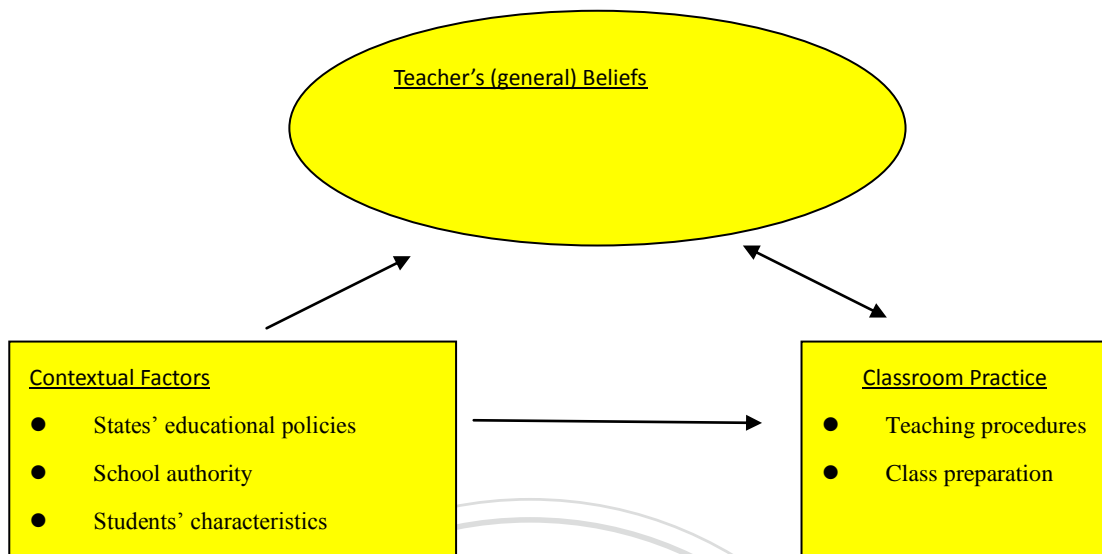 Teacher’s (general) Beliefs
Contextual Factors
● States’ educational policies
● School authority
● Students’ characteristics
Classroom Practice
● Teaching procedures
● Class preparation